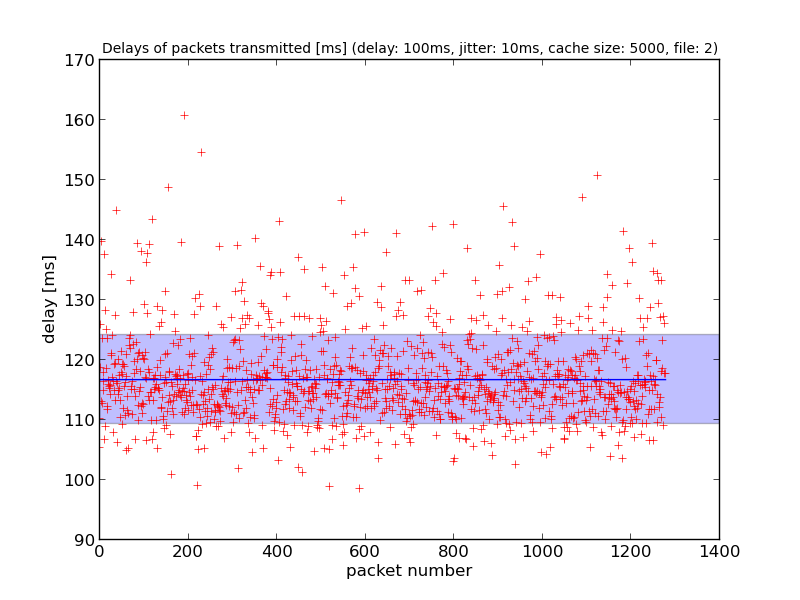 Delays of packets transmitted [ms] (delay: 100ms, jitter: 10ms, cache size: 5000, file: 2)
170
160
150
140
130
120
110
100
90
delay [ms]
0 200 400 600 800 1000 1200 1400
packet number